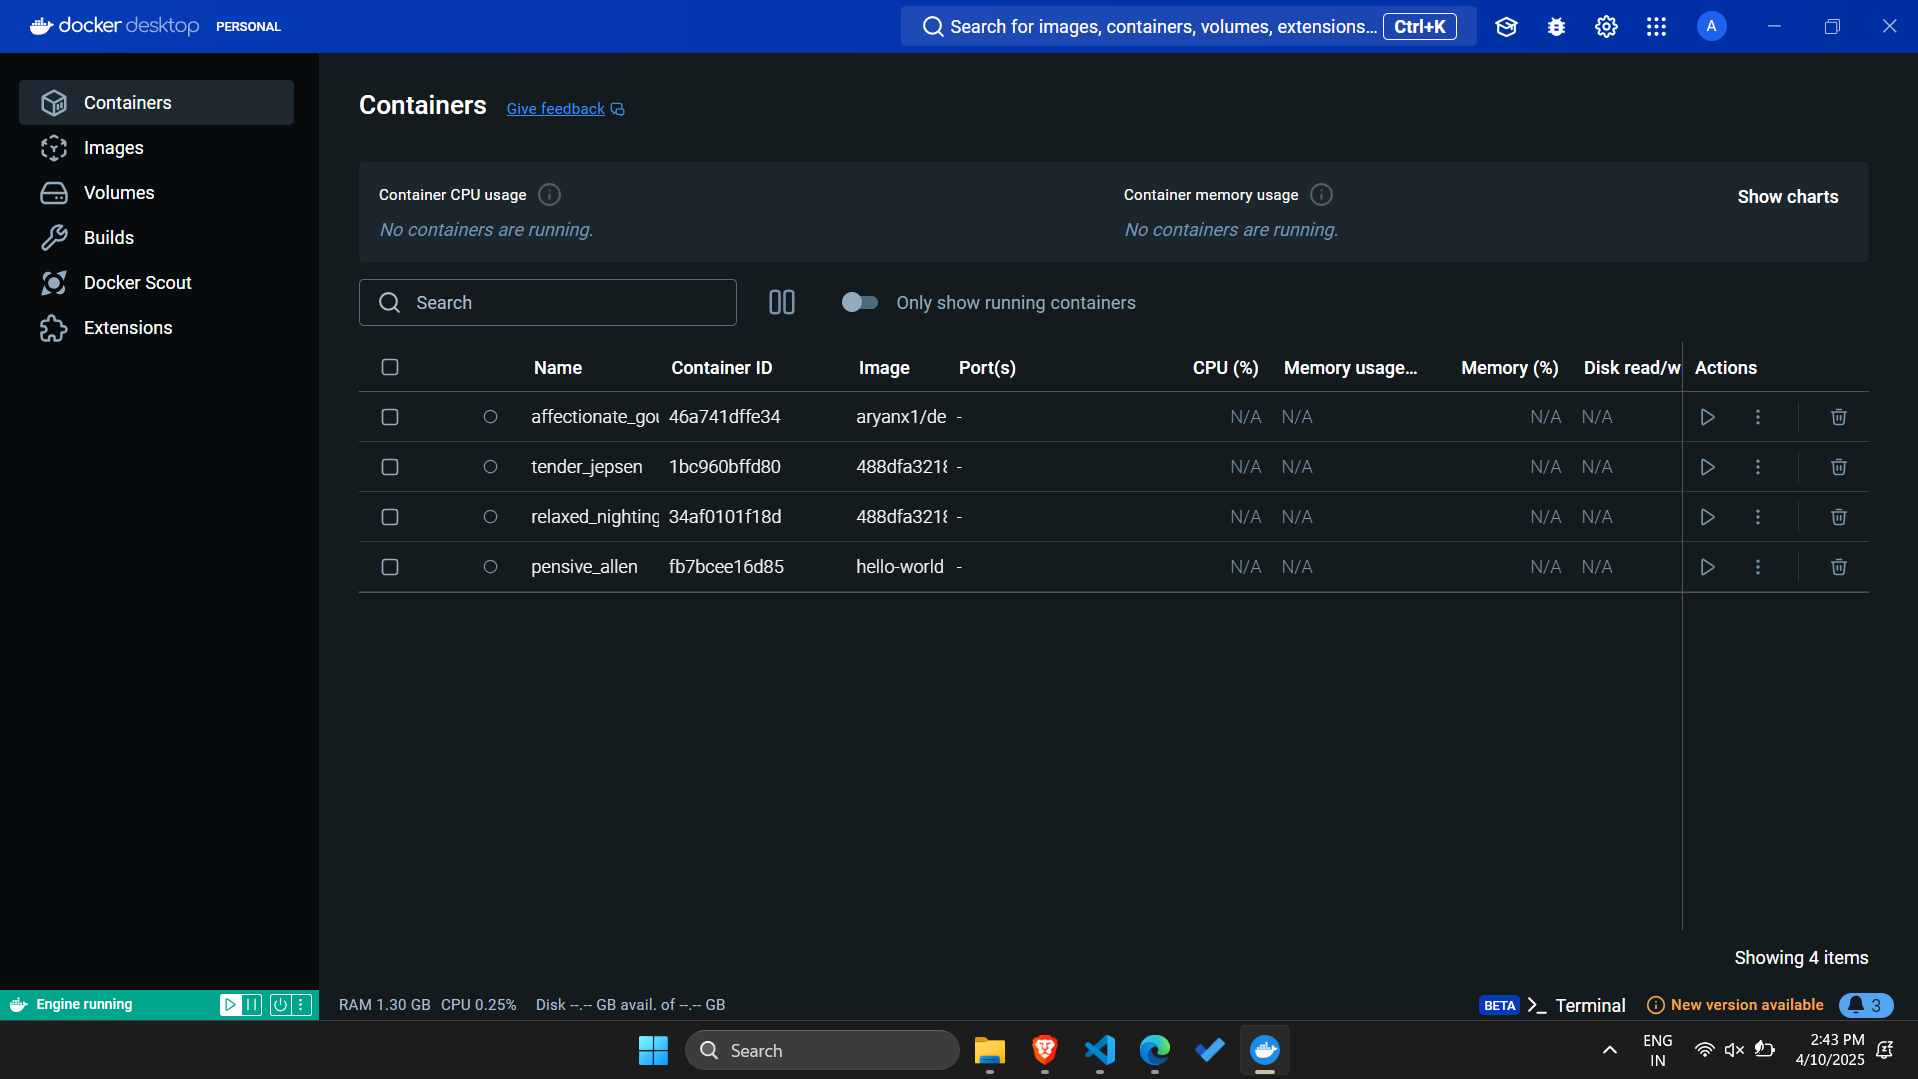 docker desktop PERSONAL
Search for images, containers, volumes, extensions... Ctrl+K
A
Containers
Images
Volumes
Builds
Docker Scout
Extensions
Containers Give feedback
Container CPU usage
No containers are running.
Container memory usage
No containers are running.
Show charts
Search
Only show running containers
Name Container ID Image Port(s) CPU (%) Memory usage... Memory (%) Disk read/w Actions
affectionate_gou 46a741dffe34 aryanx1/de - N/A N/A N/A N/A
tender_jepsen 1bc960bffd80 488dfa3218 - N/A N/A N/A N/A
relaxed_nighting 34af0101f18d 488dfa3218 - N/A N/A N/A N/A
pensive_allen fb7bcee16d85 hello-world - N/A N/A N/A N/A
Showing 4 items
Engine running
RAM 1.30 GB CPU 0.25% Disk --.-- GB avail. of --.-- GB
BETA Terminal New version available 3
Search
ENG
IN
2:43 PM
4/10/2025